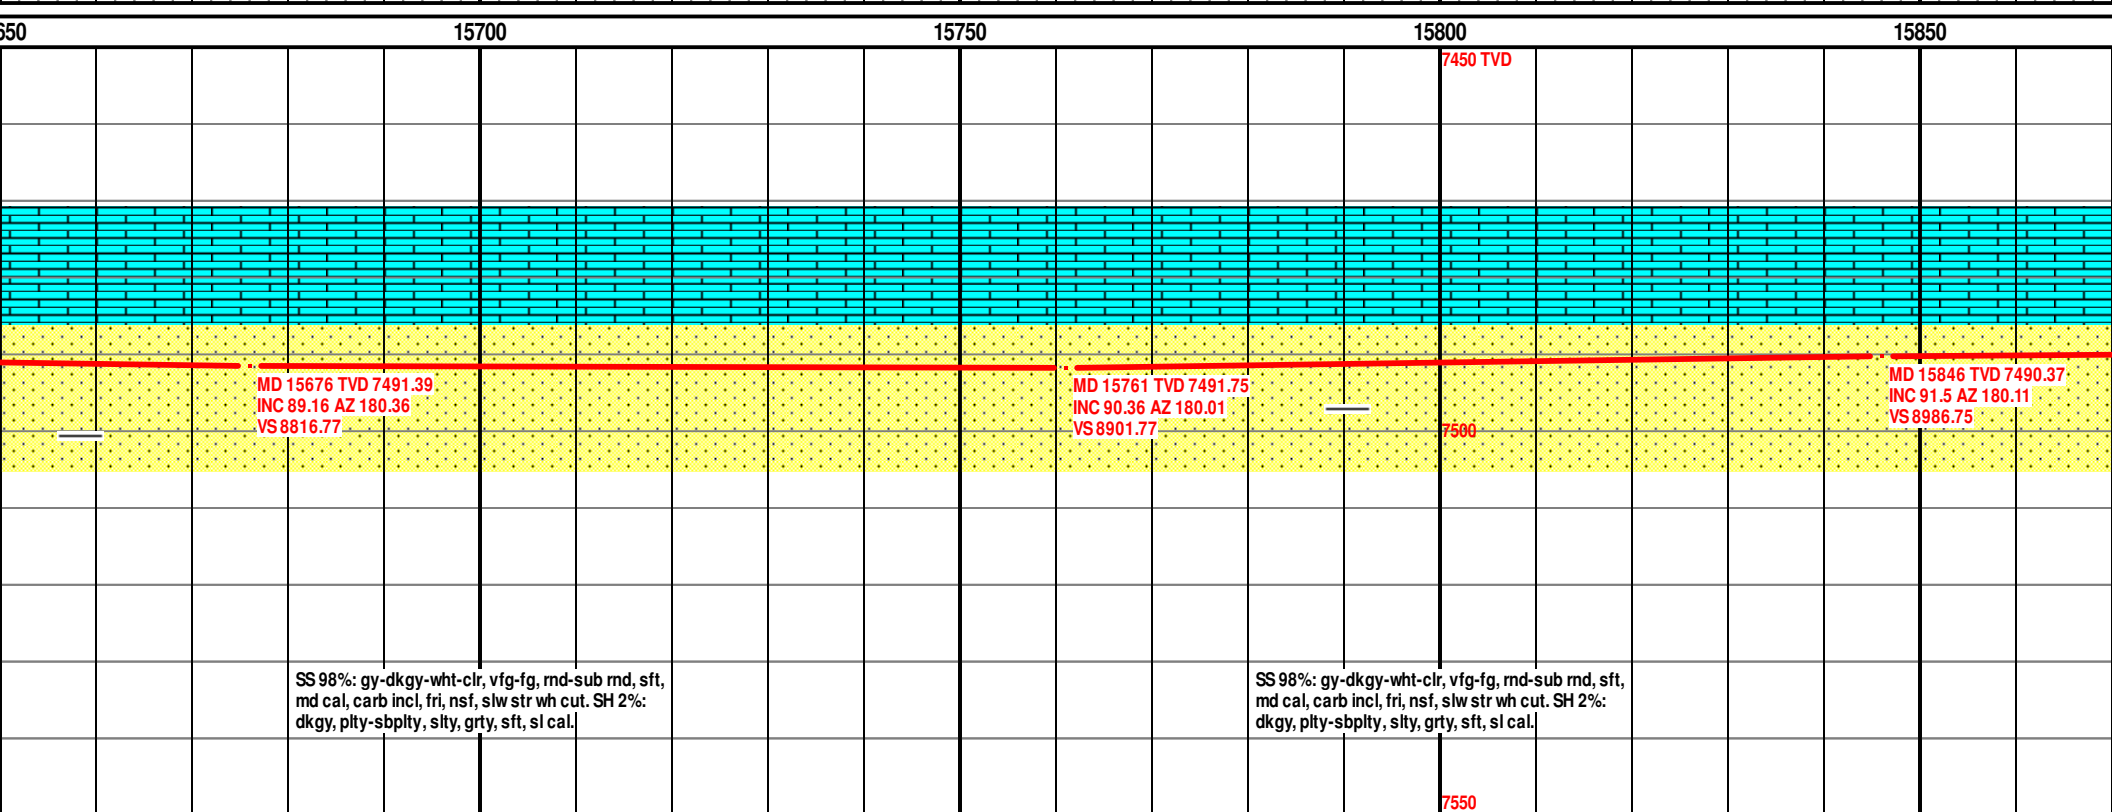 650 15700 15750 15800 15850
7450 TVD
MD 15676 TVD 7491.39
INC 89.16 AZ 180.36
VS 8816.77
MD 15761 TVD 7491.75
INC 90.36 AZ 180.01
VS 8901.77
MD 15846 TVD 7490.37
INC 91.5 AZ 180.11
VS 8986.75
7500
SS 98%: gy-dkgy-wht-clr, vfg-fg, rnd-sub rnd, sft,
md cal, carb incl, fri, nsf, slw str wh cut. SH 2%:
dkgy, plty-sbplty, slty, grty, sft, sl cal.
SS 98%: gy-dkgy-wht-clr, vfg-fg, rnd-sub rnd, sft,
md cal, carb incl, fri, nsf, slw str wh cut. SH 2%:
dkgy, plty-sbplty, slty, grty, sft, sl cal.
7550